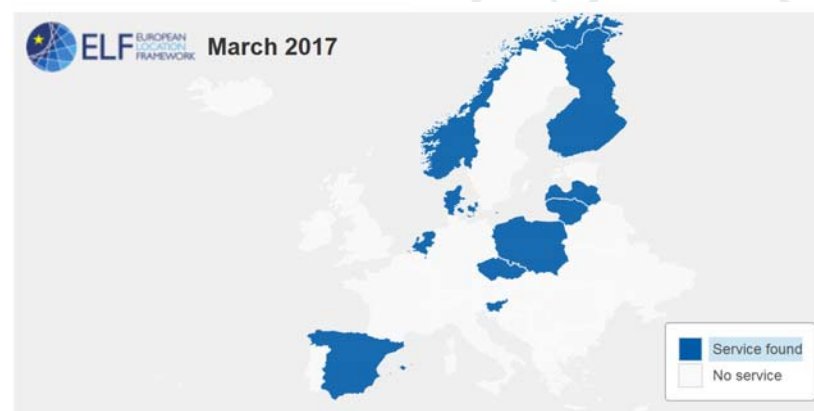 ELF EUROPEAN LOCATION FRAMEWORK March 2017
Service found
No service